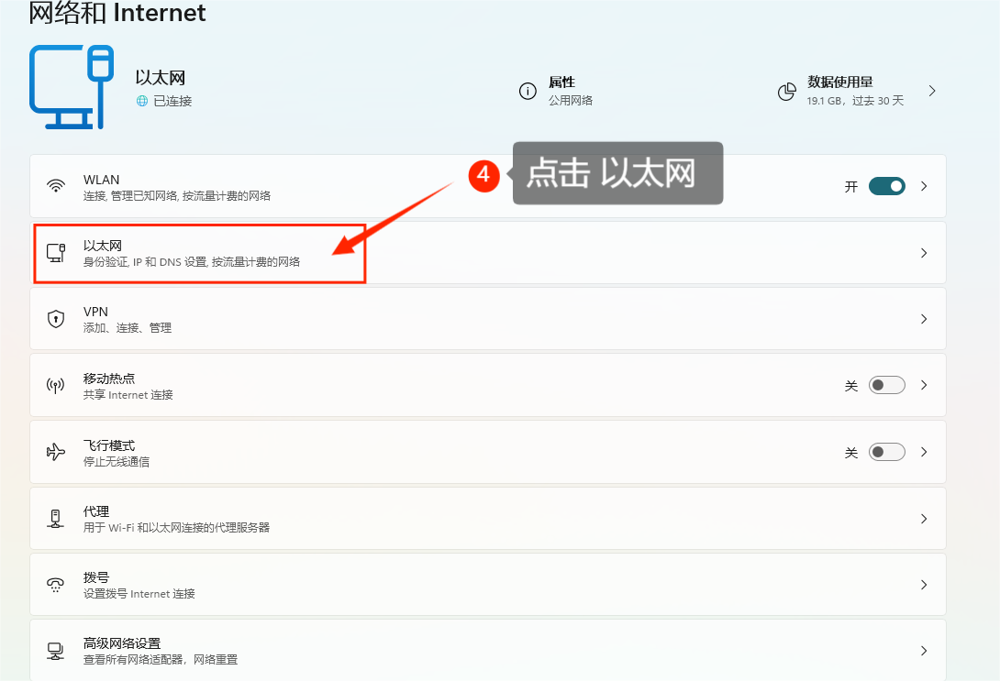 网络和 Internet
以太网
已连接
属性
公用网络
数据使用量
19.1 GB，过去 30 天
WLAN
连接, 管理已知网络, 按流量计费的网络
开
4
点击 以太网
以太网
身份验证, IP 和 DNS 设置, 按流量计费的网络
VPN
添加、连接、管理
移动热点
共享 Internet 连接
关
飞行模式
停止无线通信
关
代理
用于 Wi-Fi 和以太网连接的代理服务器
拨号
设置拨号 Internet 连接
高级网络设置
查看所有网络适配器，网络重置